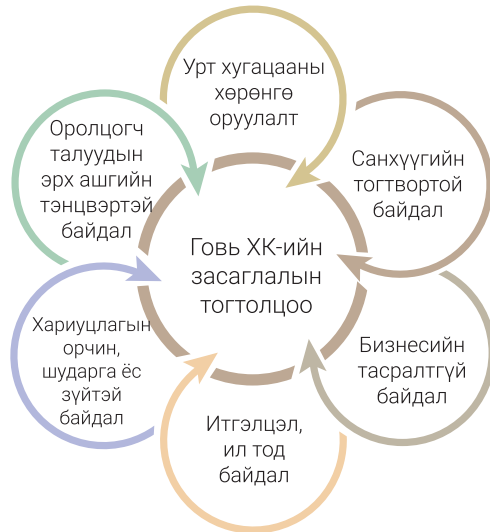 Урт хугацааны
хөрөнгө
оруулалт
Санхүүгийн
тогтвортой
байдал
Бизнесийн
тасралтгүй
байдал
Итгэлцэл,
ил тод
байдал
Хариуцлагын
орчин,
шударга ёс
зүйтэй
байдал
Оролцогч
талуудын
эрх ашгийн
тэнцвэртэй
байдал
Говь ХК-ийн
засаглалын
тогтолцоо